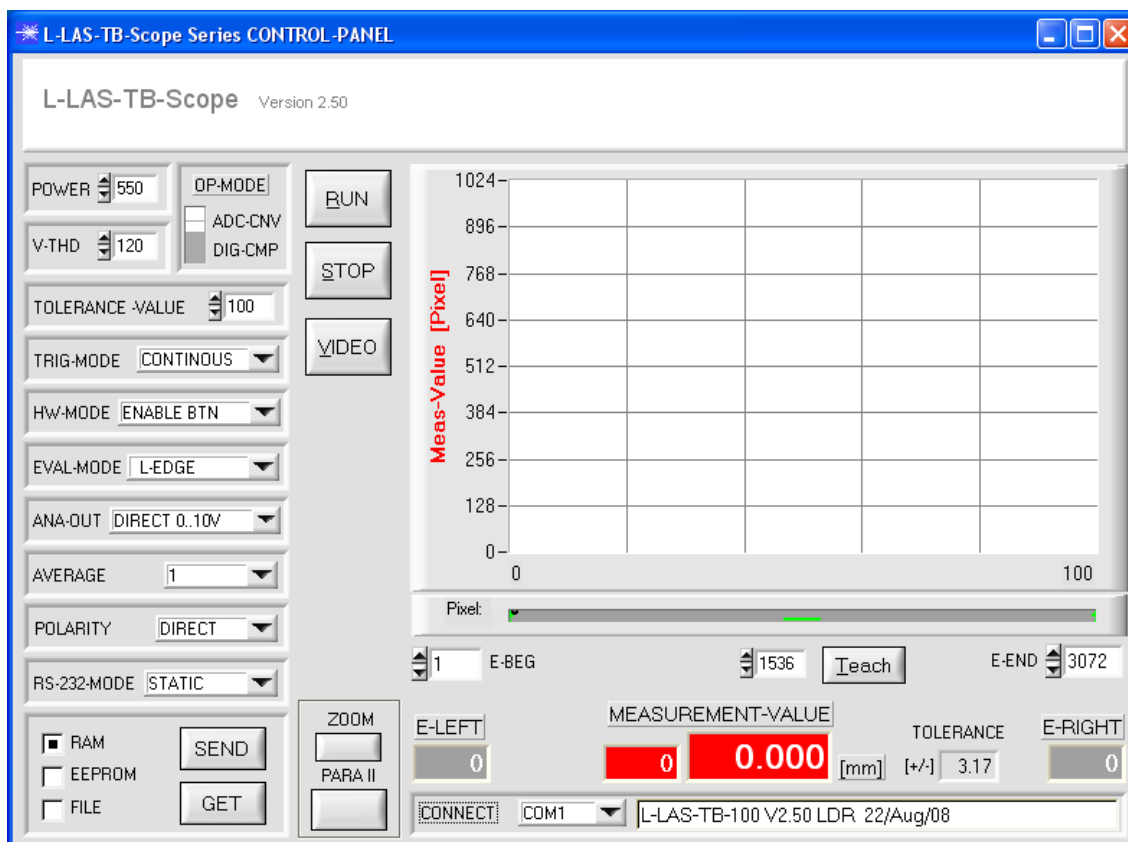 L-LAS-TB-Scope Series CONTROL-PANEL
L-LAS-TB-Scope Version 2.50
POWER 550
OP-MODE
ADC-CNV
DIG-CMP
V-THD 120
TOLERANCE -VALUE 100
TRIG-MODE CONTINOUS
HW-MODE ENABLE BTN
EVAL-MODE L-EDGE
ANA-OUT DIRECT 0..10V
AVERAGE 1
POLARITY DIRECT
RS-232-MODE STATIC
RAM
EEPROM
FILE
SEND
GET
RUN
STOP
VIDEO
ZOOM
PARA II
Meas-Value [Pixel]
1024
896
768
640
512
384
256
128
0
0 100
Pixel:
1 E-BEG 1536 Teach E-END 3072
E-LEFT
0
MEASUREMENT-VALUE
0 0.000 [mm]
TOLERANCE
[+/-] 3.17
E-RIGHT
0
CONNECT COM1 L-LAS-TB-100 V2.50 LDR 22/Aug/08